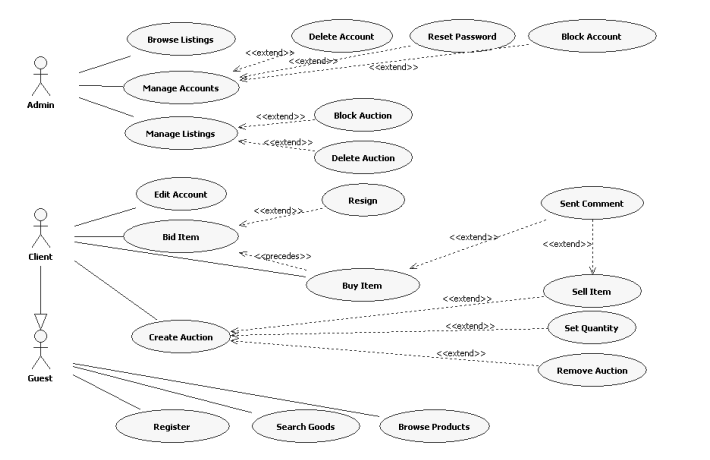 Browse Listings
Delete Account
Reset Password
Block Account
<<extend>>
<<extend>>
<<extend>>
Manage Accounts
Admin
Block Auction
<<extend>>
Manage Listings
<<extend>>
Delete Auction
Edit Account
Resign
Sent Comment
<<extend>>
Bid Item
<<extend>>
<<extend>>
Client
<<precedes>>
Buy Item
Sell Item
<<extend>>
Set Quantity
<<extend>>
Create Auction
<<extend>>
Remove Auction
Guest
Register
Search Goods
Browse Products